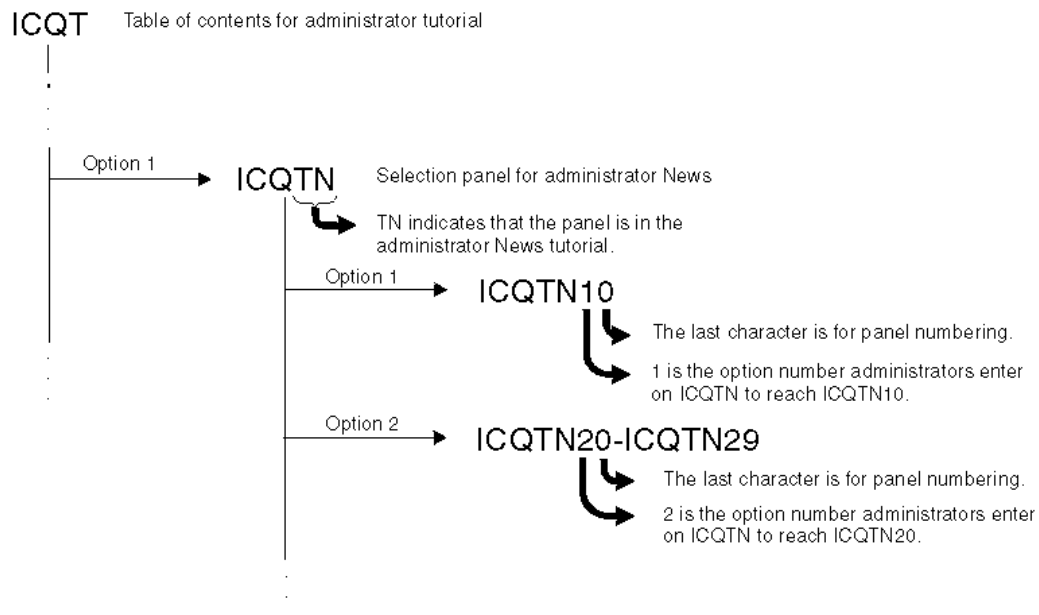 ICQT Table of contents for administrator tutorial
Option 1
ICQTN Selection panel for administrator News
TN indicates that the panel is in the
administrator News tutorial.
Option 1
ICQTN10
The last character is for panel numbering.
1 is the option number administrators enter
on ICQTN to reach ICQTN10.
Option 2
ICQTN20-ICQTN29
The last character is for panel numbering.
2 is the option number administrators enter
on ICQTN to reach ICQTN20.